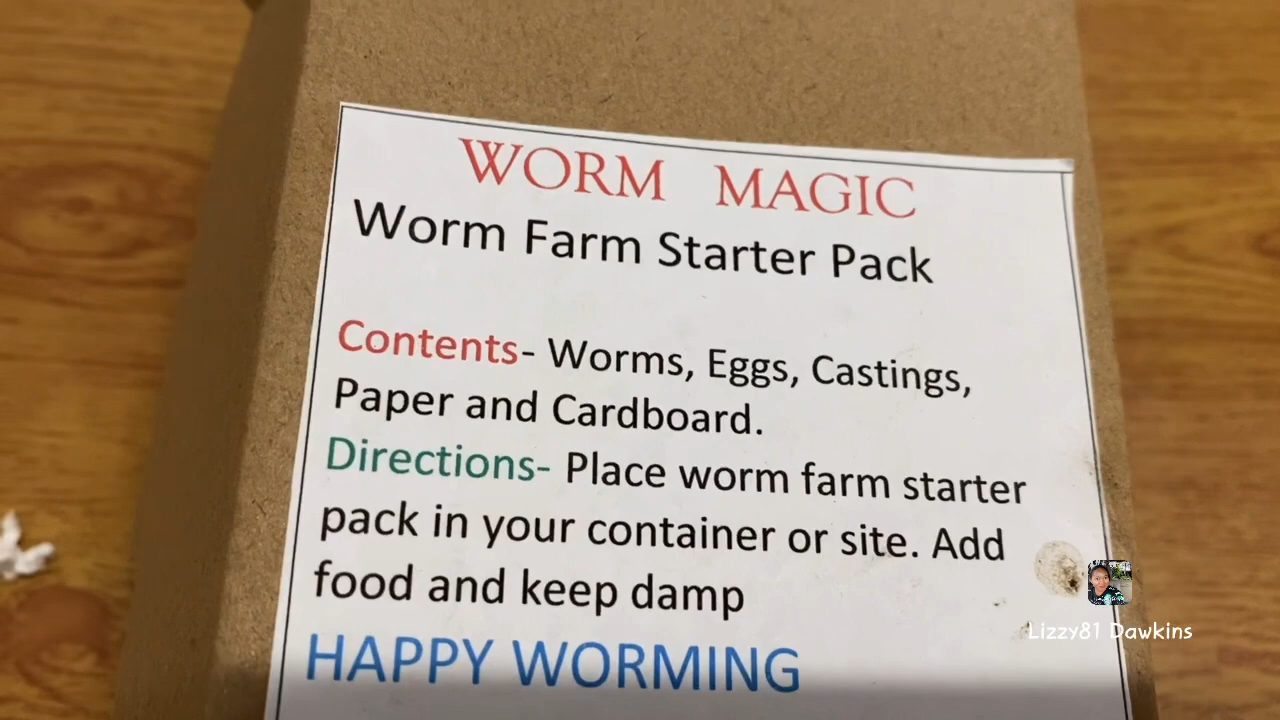 WORM MAGIC
Worm Farm Starter Pack
Contents- Worms, Eggs, Castings,
Paper and Cardboard.
Directions- Place worm farm starter
pack in your container or site. Add
food and keep damp
HAPPY WORMING
Lizzy81 Dawkins